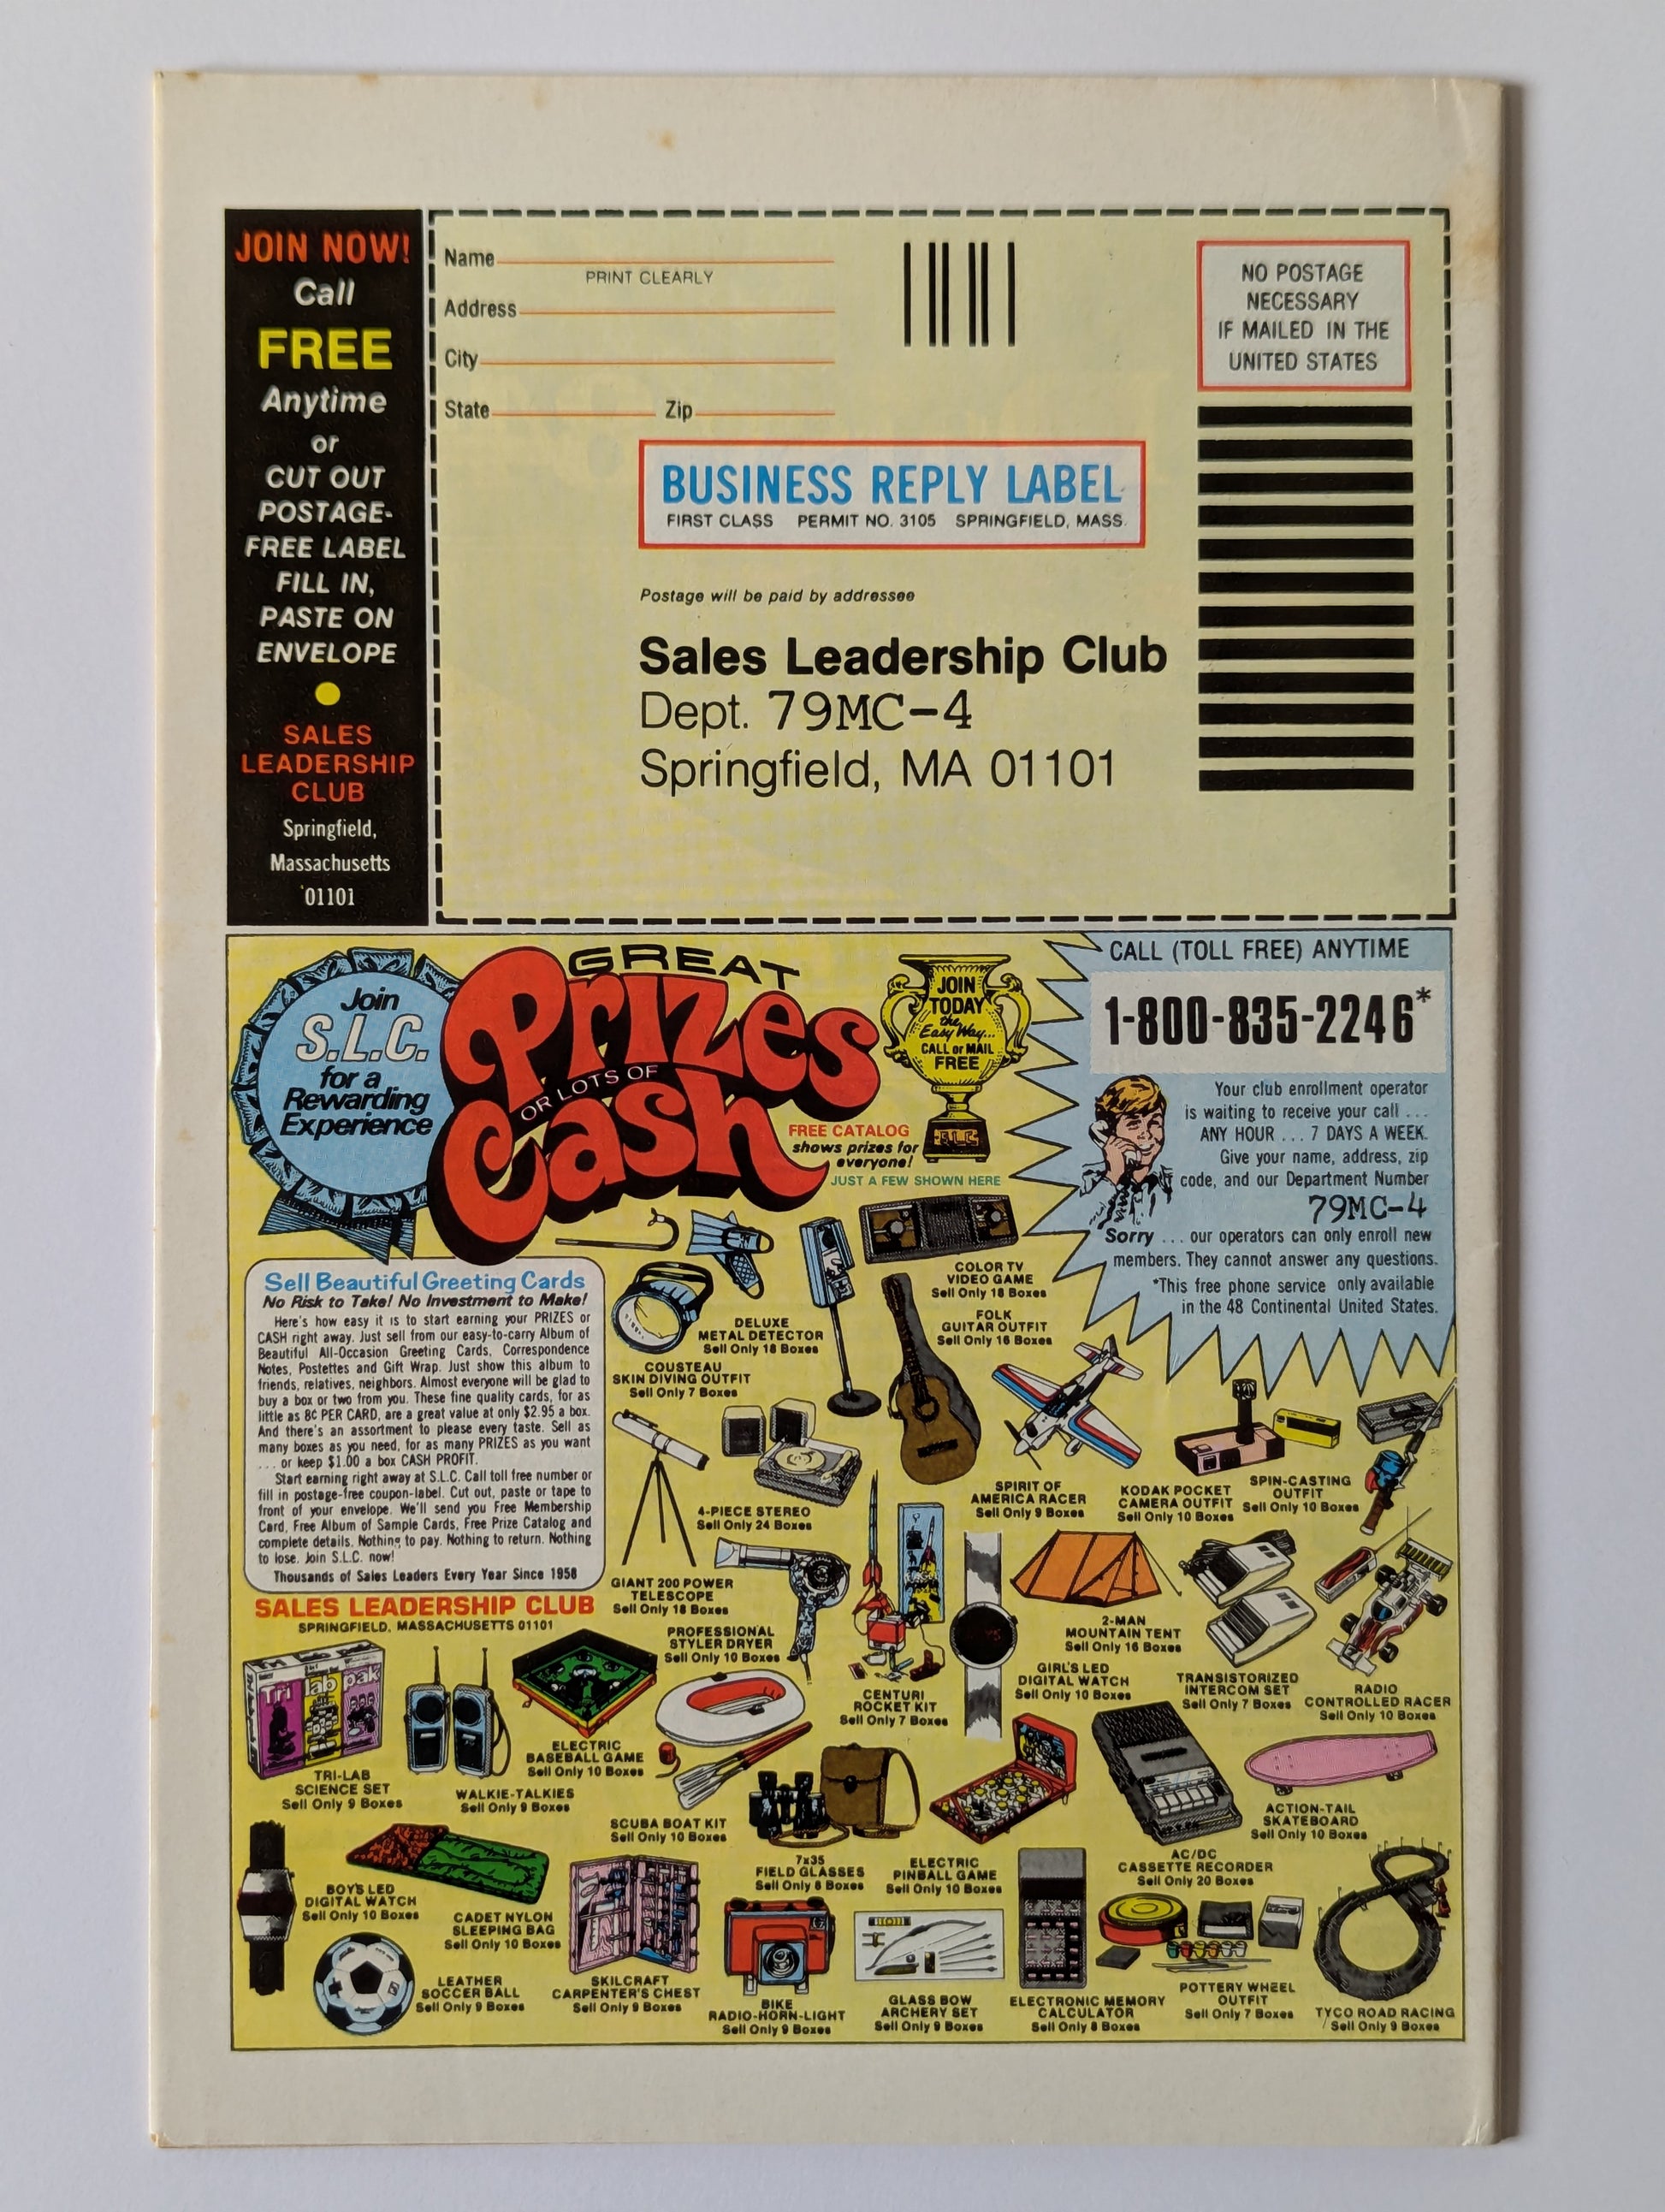 JOIN NOW!
Call
FREE
Anytime
or
CUT OUT
POSTAGE-
FREE LABEL
FILL IN,
PASTE ON
ENVELOPE
SALES
LEADERSHIP
CLUB
Springfield,
Massachusetts
01101
Name
PRINT CLEARLY
Address
City
State Zip
NO POSTAGE
NECESSARY
IF MAILED IN THE
UNITED STATES
BUSINESS REPLY LABEL
FIRST CLASS PERMIT NO. 3105 SPRINGFIELD, MASS.
Postage will be paid by addressee
Sales Leadership Club
Dept. 79MC-4
Springfield, MA 01101
Join
S.L.C.
for a
Rewarding
Experience
GREAT
Prizes
OR LOTS OF
Cash
JOIN
TODAY
the
Easy Way...
CALL or MAIL
FREE
S.L.C.
FREE CATALOG
shows prizes for
everyone!
JUST A FEW SHOWN HERE
CALL (TOLL FREE) ANYTIME
1-800-835-2246*
Your club enrollment operator
is waiting to receive your call ...
ANY HOUR ... 7 DAYS A WEEK.
Give your name, address, zip
code, and our Department Number
79MC-4
Sorry ... our operators can only enroll new
members. They cannot answer any questions.
*This free phone service only available
in the 48 Continental United States.
Sell Beautiful Greeting Cards
No Risk to Take! No Investment to Make!
Here's how easy it is to start earning your PRIZES or
CASH right away. Just sell from our easy-to-carry Album of
Beautiful All-Occasion Greeting Cards, Correspondence
Notes, Postettes and Gift Wrap. Just show this album to
friends, relatives, neighbors. Almost everyone will be glad to
buy a box or two from you. These fine quality cards, for as
little as 8¢ PER CARD, are a great value at only $2.95 a box.
And there's an assortment to please every taste. Sell as
many boxes as you need, for as many PRIZES as you want
... or keep $1.00 a box CASH PROFIT.
Start earning right away at S.L.C. Call toll free number or
fill in postage-free coupon-label. Cut out, paste or tape to
front of your envelope. We'll send you Free Membership
Card, Free Album of Sample Cards, Free Prize Catalog and
complete details. Nothing to pay. Nothing to return. Nothing
to lose. Join S.L.C. now!
Thousands of Sales Leaders Every Year Since 1958
SALES LEADERSHIP CLUB
SPRINGFIELD, MASSACHUSETTS 01101
COLOR TV
VIDEO GAME
Sell Only 18 Boxes
DELUXE
METAL DETECTOR
Sell Only 18 Boxes
FOLK
GUITAR OUTFIT
Sell Only 16 Boxes
COUSTEAU
SKIN DIVING OUTFIT
Sell Only 7 Boxes
4-PIECE STEREO
Sell Only 24 Boxes
SPIRIT OF
AMERICA RACER
Sell Only 9 Boxes
KODAK POCKET
CAMERA OUTFIT
Sell Only 10 Boxes
SPIN-CASTING
OUTFIT
Sell Only 10 Boxes
GIANT 200 POWER
TELESCOPE
Sell Only 18 Boxes
PROFESSIONAL
STYLER DRYER
Sell Only 10 Boxes
2-MAN
MOUNTAIN TENT
Sell Only 16 Boxes
CENTURI
ROCKET KIT
Sell Only 7 Boxes
GIRL'S LED
DIGITAL WATCH
Sell Only 10 Boxes
TRANSISTORIZED
INTERCOM SET
Sell Only 7 Boxes
RADIO
CONTROLLED RACER
Sell Only 10 Boxes
Tri lab pak
TRI-LAB
SCIENCE SET
Sell Only 9 Boxes
WALKIE-TALKIES
Sell Only 9 Boxes
ELECTRIC
BASEBALL GAME
Sell Only 10 Boxes
SCUBA BOAT KIT
Sell Only 10 Boxes
7x35
FIELD GLASSES
Sell Only 8 Boxes
ELECTRIC
PINBALL GAME
Sell Only 10 Boxes
AC/DC
CASSETTE RECORDER
Sell Only 20 Boxes
ACTION-TAIL
SKATEBOARD
Sell Only 10 Boxes
BOY'S LED
DIGITAL WATCH
Sell Only 10 Boxes
CADET NYLON
SLEEPING BAG
Sell Only 10 Boxes
LEATHER
SOCCER BALL
Sell Only 9 Boxes
SKILCRAFT
CARPENTER'S CHEST
Sell Only 9 Boxes
BIKE
RADIO-HORN-LIGHT
Sell Only 9 Boxes
GLASS BOW
ARCHERY SET
Sell Only 9 Boxes
ELECTRONIC MEMORY
CALCULATOR
Sell Only 8 Boxes
POTTERY WHEEL
OUTFIT
Sell Only 7 Boxes
TYCO ROAD RACING
Sell Only 9 Boxes